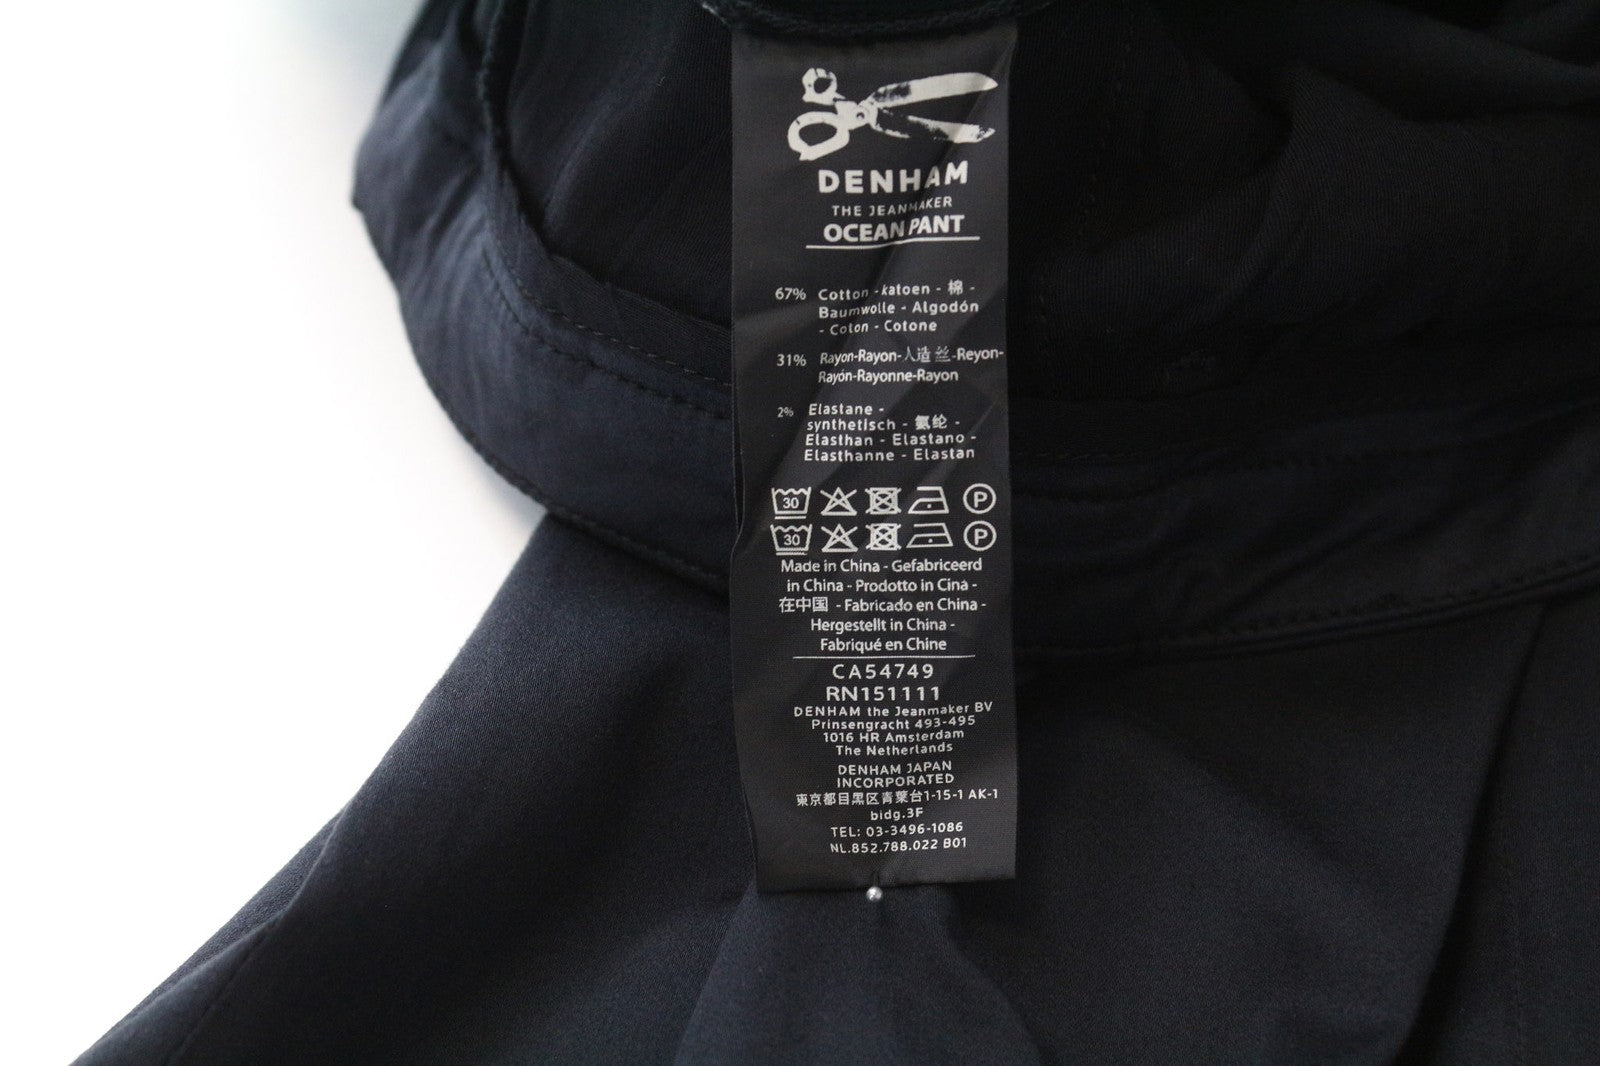 DENHAM
THE JEANMAKER
OCEAN PANT
67% Cotton - katoen - 棉 -
Baumwolle - Algodón
- Coton - Cotone
31% Rayon-Rayon-人造丝-Reyon-
Rayón-Rayonne-Rayon
2% Elastane -
synthetisch - 氨纶 -
Elasthan - Elastano -
Elasthanne - Elastan
30 P
30 P
Made in China - Gefabriceerd
in China - Prodotto in Cina -
在中国 - Fabricado en China -
Hergestellt in China -
Fabriqué en Chine
CA54749
RN151111
DENHAM the Jeanmaker BV
Prinsengracht 493-495
1016 HR Amsterdam
The Netherlands
DENHAM JAPAN
INCORPORATED
東京都目黒区青葉台1-15-1 AK-1
bidg.3F
TEL: 03-3496-1086
NL.852.788.022 B01